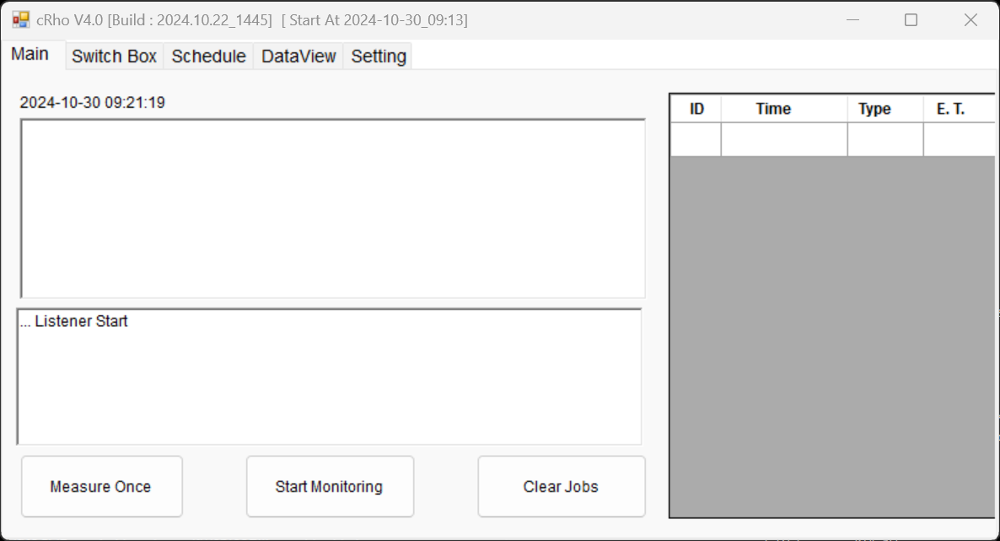 cRho V4.0 [Build : 2024.10.22_1445]  [ Start At 2024-10-30_09:13]
Main Switch Box Schedule DataView Setting
2024-10-30 09:21:19
ID Time Type E. T.
... Listener Start
Measure Once Start Monitoring Clear Jobs